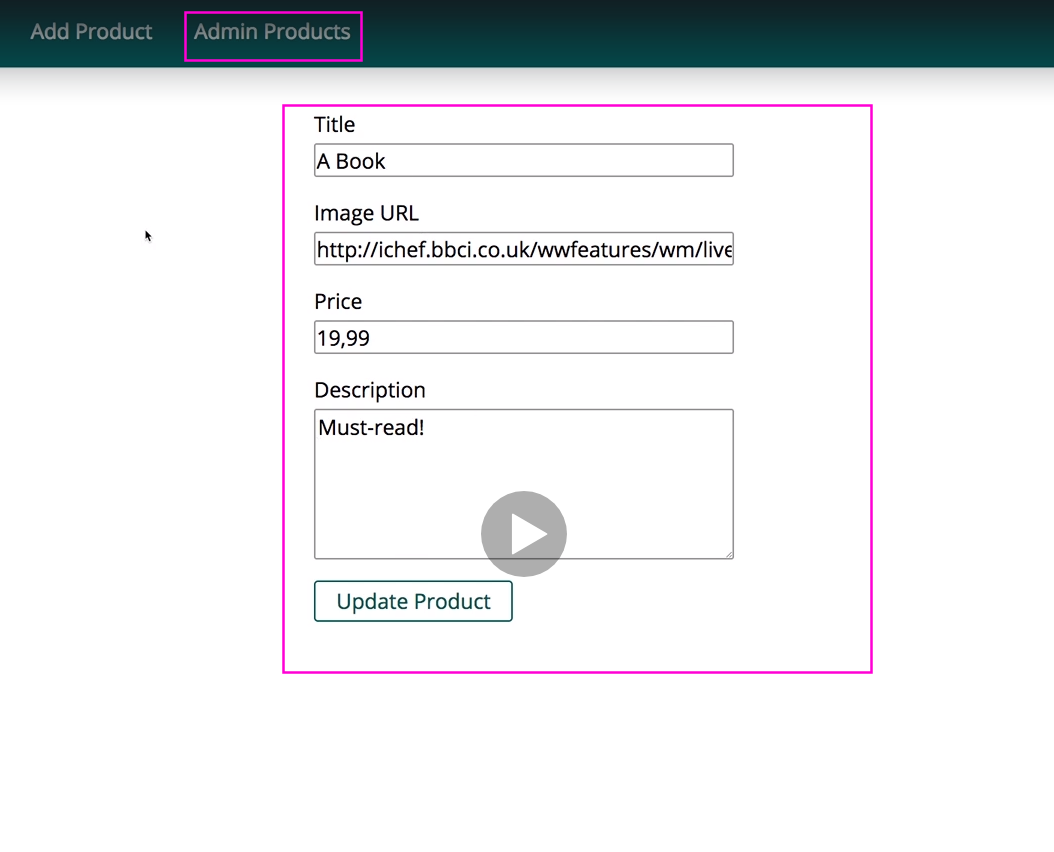 Add Product Admin Products
Title
A Book
Image URL
http://ichef.bbci.co.uk/wwfeatures/wm/live
Price
19,99
Description
Must-read!
Update Product